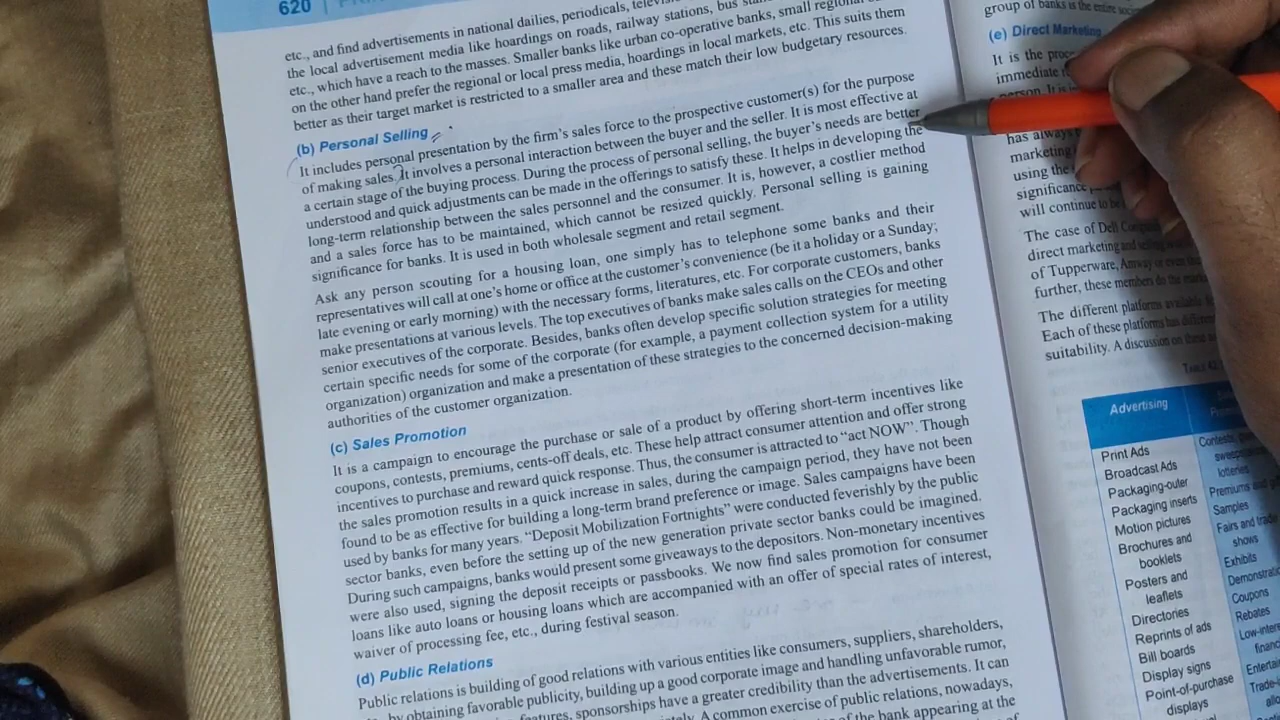 620
etc., and find advertisements in national dailies, periodicals,
the local advertisement media like hoardings on roads, railway stations, bus
etc., which have a reach to the masses. Smaller banks like urban co-operative banks, small regional
on the other hand prefer the regional or local press media, hoardings in local markets, etc. This suits them
better as their target market is restricted to a smaller area and these match their low budgetary resources.
(b) Personal Selling
It includes personal presentation by the firm's sales force to the prospective customer(s) for the purpose
of making sales. It involves a personal interaction between the buyer and the seller. It is most effective at
a certain stage of the buying process. During the process of personal selling, the buyer's needs are better
understood and quick adjustments can be made in the offerings to satisfy these. It helps in developing the
long-term relationship between the sales personnel and the consumer. It is, however, a costlier method
and a sales force has to be maintained, which cannot be resized quickly. Personal selling is gaining
significance for banks. It is used in both wholesale segment and retail segment.
Ask any person scouting for a housing loan, one simply has to telephone some banks and their
representatives will call at one's home or office at the customer's convenience (be it a holiday or a Sunday;
late evening or early morning) with the necessary forms, literatures, etc. For corporate customers, banks
make presentations at various levels. The top executives of banks make sales calls on the CEOs and other
senior executives of the corporate. Besides, banks often develop specific solution strategies for meeting
certain specific needs for some of the corporate (for example, a payment collection system for a utility
organization) organization and make a presentation of these strategies to the concerned decision-making
authorities of the customer organization.
(c) Sales Promotion
It is a campaign to encourage the purchase or sale of a product by offering short-term incentives like
coupons, contests, premiums, cents-off deals, etc. These help attract consumer attention and offer strong
incentives to purchase and reward quick response. Thus, the consumer is attracted to "act NOW". Though
the sales promotion results in a quick increase in sales, during the campaign period, they have not been
found to be as effective for building a long-term brand preference or image. Sales campaigns have been
used by banks for many years. "Deposit Mobilization Fortnights" were conducted feverishly by the public
sector banks, even before the setting up of the new generation private sector banks could be imagined.
During such campaigns, banks would present some giveaways to the depositors. Non-monetary incentives
were also used, signing the deposit receipts or passbooks. We now find sales promotion for consumer
loans like auto loans or housing loans which are accompanied with an offer of special rates of interest,
waiver of processing fee, etc., during festival season.
(d) Public Relations
Public relations is building of good relations with various entities like consumers, suppliers, shareholders,
by obtaining favorable publicity, building up a good corporate image and handling unfavorable rumor,
features, sponsorships have a greater credibility than the advertisements. It can
A common exercise of public relations, nowadays,
of the bank appearing at the
group of banks is the entire
(e) Direct Marketing
It is the
immediate
person. It is
has always
marketing
using the
significance
will continue to
The case of Dell
direct marketing and
of Tupperware, Amway or
further, these members do the
The different platforms available
Each of these platforms has
suitability. A discussion on these
Advertising
Print Ads
Broadcast Ads
Packaging-outer
Packaging inserts
Motion pictures
Brochures and
booklets
Posters and
leaflets
Directories
Reprints of ads
Bill boards
Display signs
Point-of-purchase
displays
Contests,
lotteries
Premiums and
Samples
Fairs and trade
shows
Exhibits
Coupons
Rebates